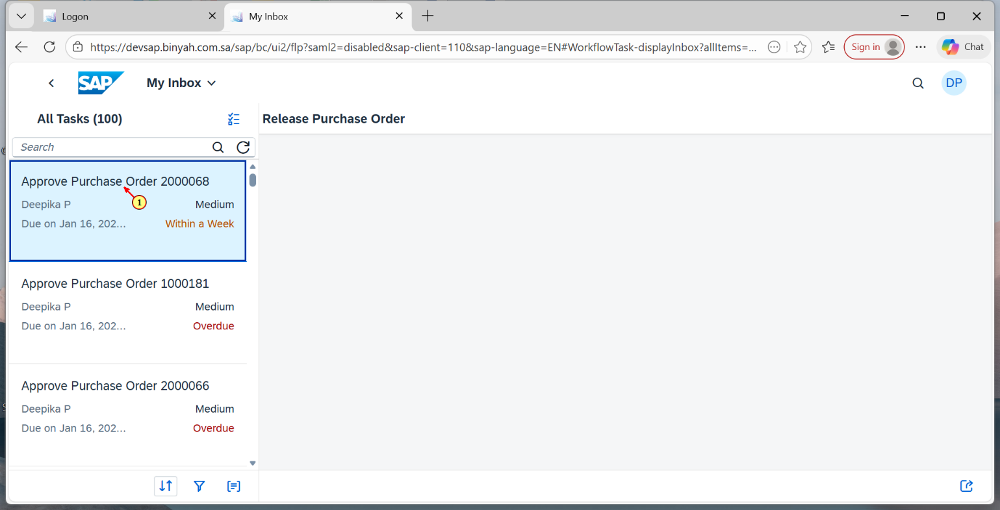 Logon
My Inbox
https://devsap.binyah.com.sa/sap/bc/ui2/flp?saml2=disabled&sap-client=110&sap-language=EN#WorkflowTask-displayInbox?allItems=...
Sign in
Chat
SAP
My Inbox
DP
All Tasks (100)
Release Purchase Order
Search
Approve Purchase Order 2000068
1
Deepika P
Medium
Due on Jan 16, 202...
Within a Week
Approve Purchase Order 1000181
Deepika P
Medium
Due on Jan 16, 202...
Overdue
Approve Purchase Order 2000066
Deepika P
Medium
Due on Jan 16, 202...
Overdue